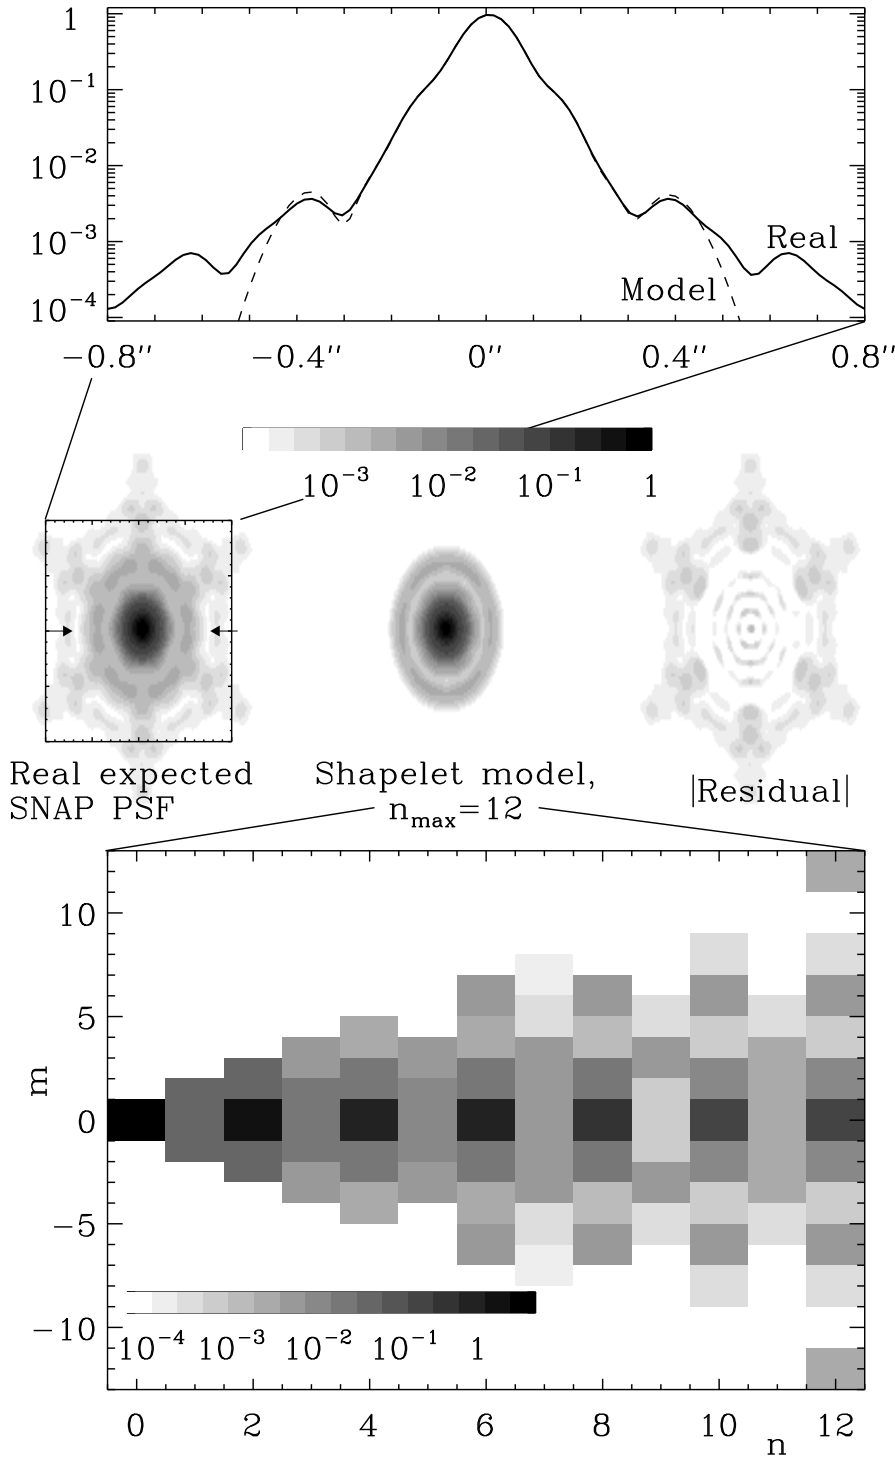 1
10⁻¹
10⁻²
10⁻³
10⁻⁴
Real
Model
−0.8″ −0.4″ 0″ 0.4″ 0.8″
10⁻³ 10⁻² 10⁻¹ 1
Real expected
SNAP PSF
Shapelet model,
n_max=12
|Residual|
10
5
0
−5
−10
m
10⁻⁴ 10⁻³ 10⁻² 10⁻¹ 1
0 2 4 6 8 10 12
n